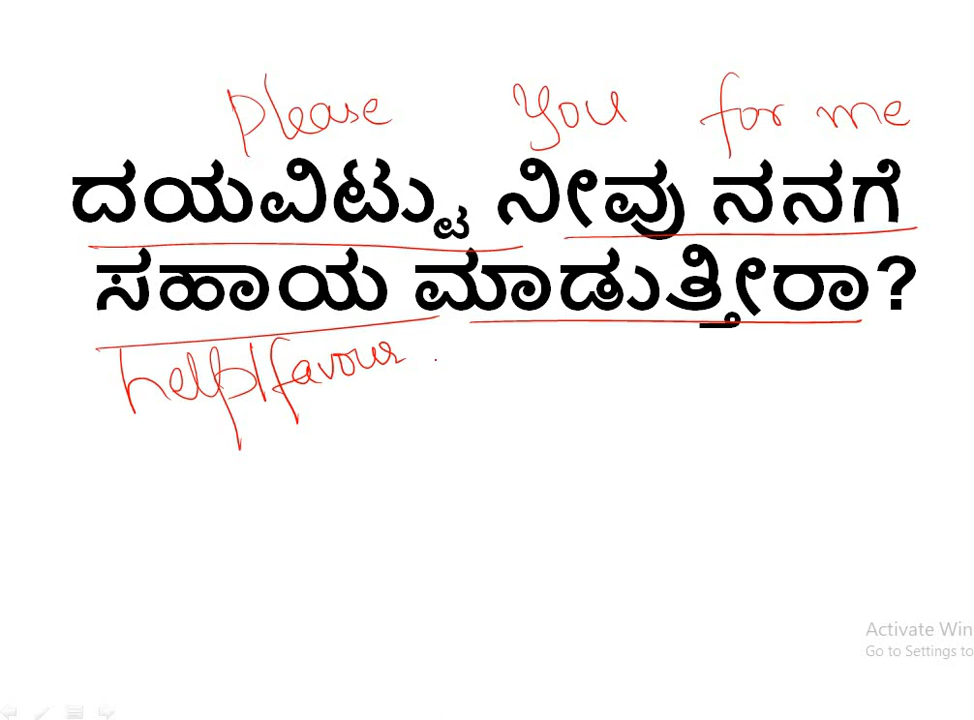 please you for me
ದಯವಿಟ್ಟು ನೀವು ನನಗೆ
ಸಹಾಯ ಮಾಡುತ್ತೀರಾ?
help/favour
Activate Win
Go to Settings to